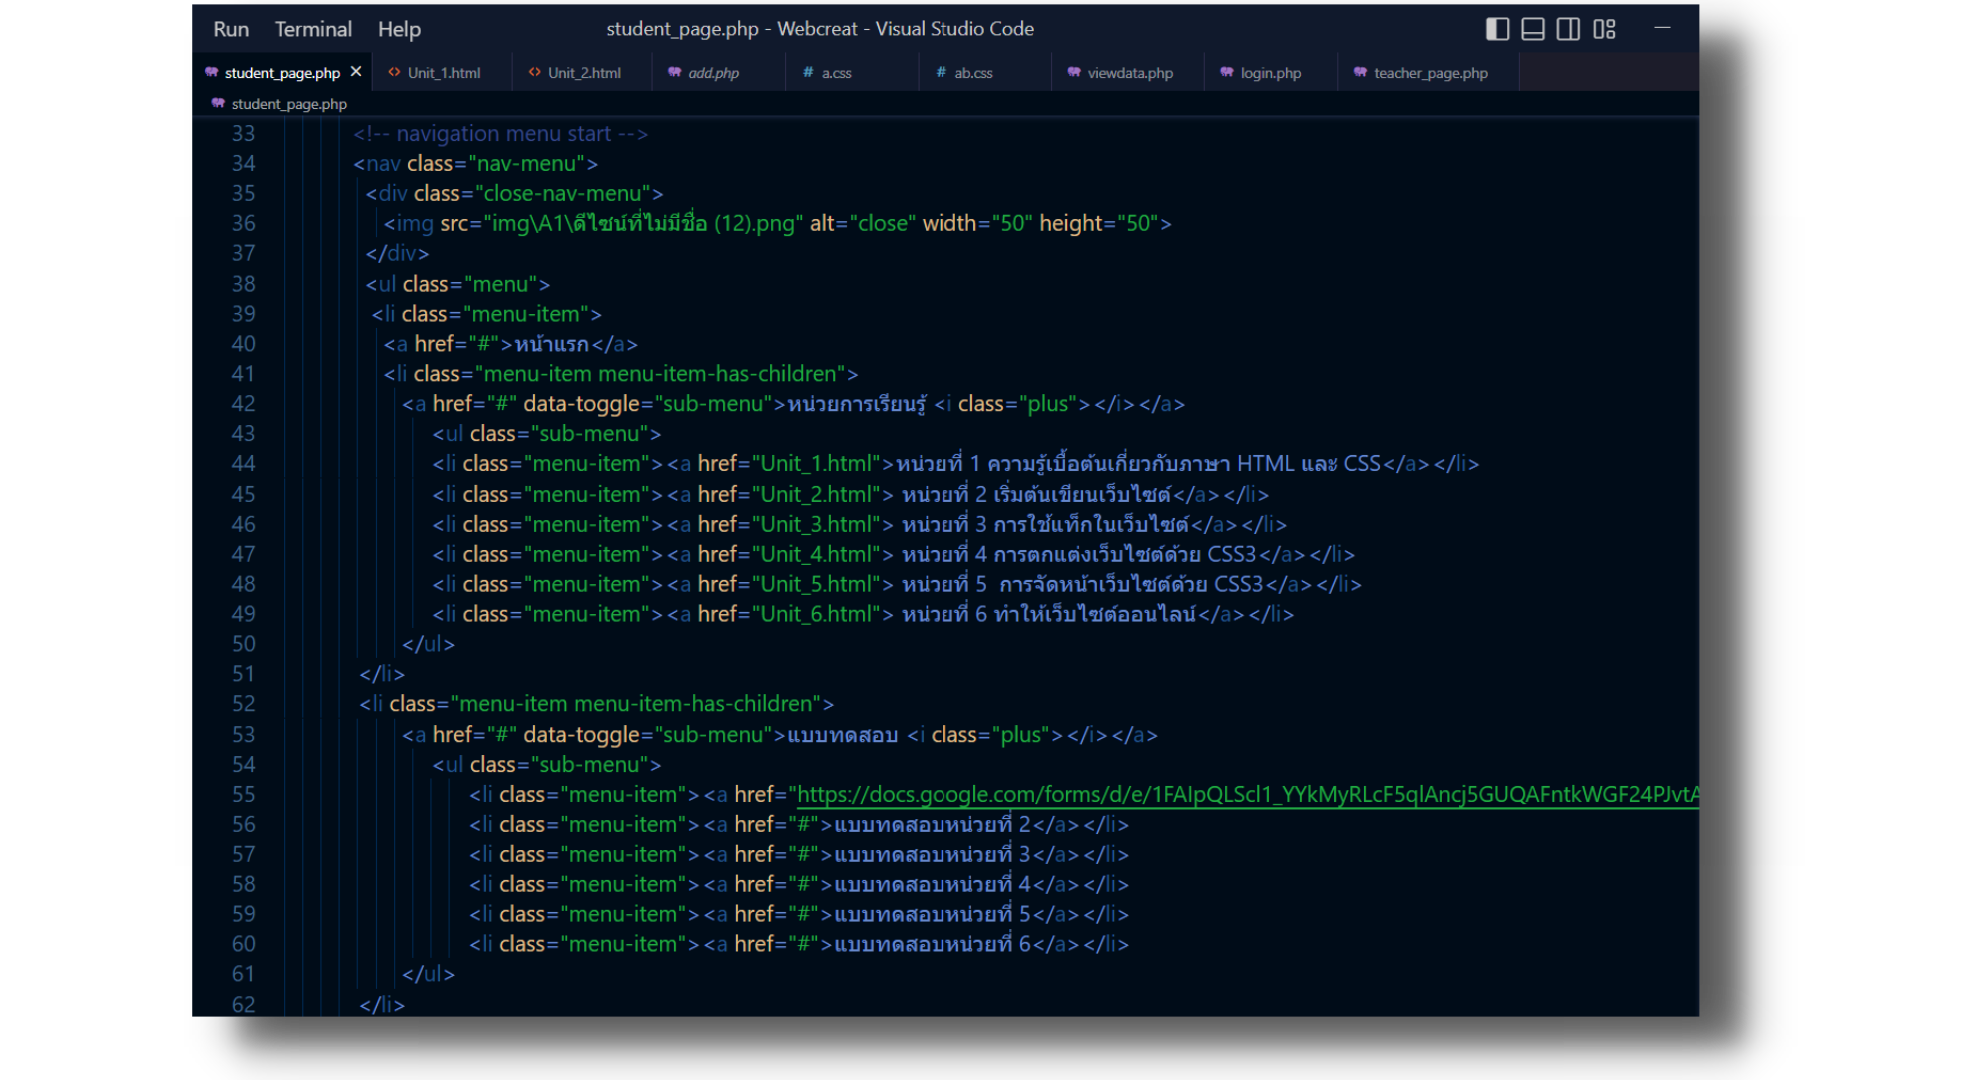 Run Terminal Help student_page.php - Webcreat - Visual Studio Code
student_page.php Unit_1.html Unit_2.html add.php # a.css # ab.css viewdata.php login.php teacher_page.php
student_page.php
33 <!-- navigation menu start -->
34 <nav class="nav-menu">
35 <div class="close-nav-menu">
36 <img src="img\A1\ดีไซน์ที่ไม่มีชื่อ (12).png" alt="close" width="50" height="50">
37 </div>
38 <ul class="menu">
39 <li class="menu-item">
40 <a href="#">หน้าแรก</a>
41 <li class="menu-item menu-item-has-children">
42 <a href="#" data-toggle="sub-menu">หน่วยการเรียนรู้ <i class="plus"></i></a>
43 <ul class="sub-menu">
44 <li class="menu-item"><a href="Unit_1.html">หน่วยที่ 1 ความรู้เบื้อต้นเกี่ยวกับภาษา HTML และ CSS</a></li>
45 <li class="menu-item"><a href="Unit_2.html"> หน่วยที่ 2 เริ่มต้นเขียนเว็บไซต์</a></li>
46 <li class="menu-item"><a href="Unit_3.html"> หน่วยที่ 3 การใช้แท็กในเว็บไซต์</a></li>
47 <li class="menu-item"><a href="Unit_4.html"> หน่วยที่ 4 การตกแต่งเว็บไซต์ด้วย CSS3</a></li>
48 <li class="menu-item"><a href="Unit_5.html"> หน่วยที่ 5  การจัดหน้าเว็บไซต์ด้วย CSS3</a></li>
49 <li class="menu-item"><a href="Unit_6.html"> หน่วยที่ 6 ทำให้เว็บไซต์ออนไลน์</a></li>
50 </ul>
51 </li>
52 <li class="menu-item menu-item-has-children">
53 <a href="#" data-toggle="sub-menu">แบบทดสอบ <i class="plus"></i></a>
54 <ul class="sub-menu">
55 <li class="menu-item"><a href="https://docs.google.com/forms/d/e/1FAIpQLScl1_YYkMyRLcF5qlAncj5GUQAFntkWGF24PJvtA
56 <li class="menu-item"><a href="#">แบบทดสอบหน่วยที่ 2</a></li>
57 <li class="menu-item"><a href="#">แบบทดสอบหน่วยที่ 3</a></li>
58 <li class="menu-item"><a href="#">แบบทดสอบหน่วยที่ 4</a></li>
59 <li class="menu-item"><a href="#">แบบทดสอบหน่วยที่ 5</a></li>
60 <li class="menu-item"><a href="#">แบบทดสอบหน่วยที่ 6</a></li>
61 </ul>
62 </li>